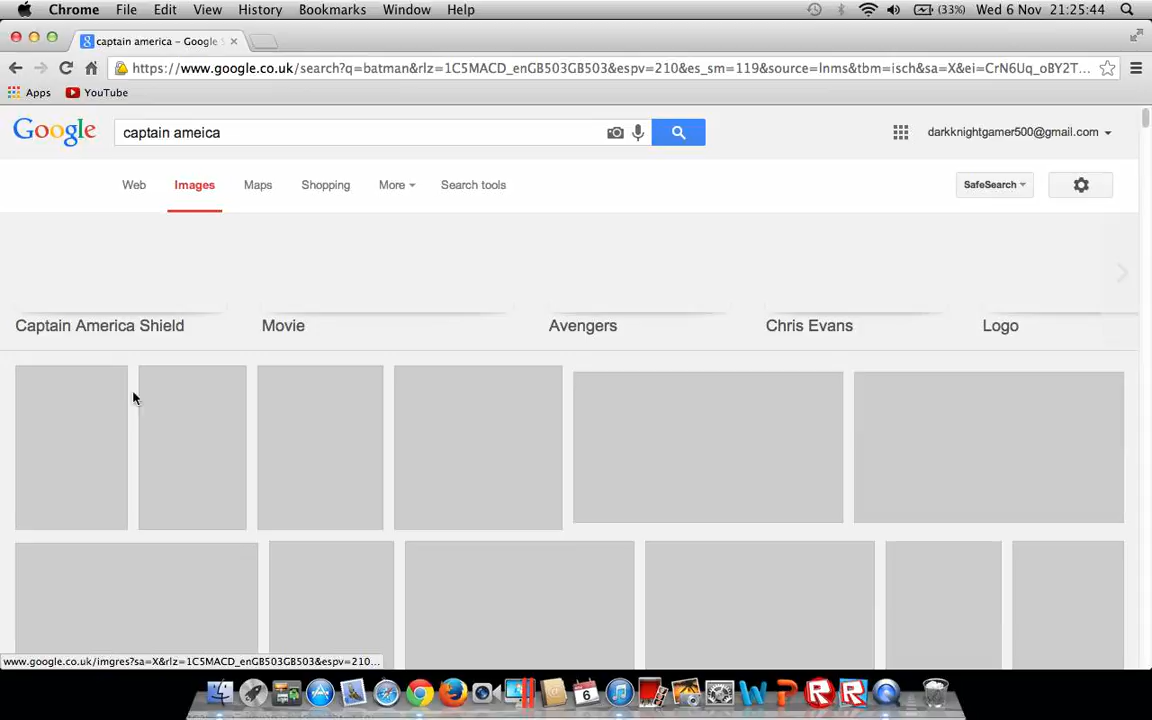 Chrome File Edit View History Bookmarks Window Help (33%) Wed 6 Nov 21:25:44
captain america – Google
https://www.google.co.uk/search?q=batman&rlz=1C5MACD_enGB503GB503&espv=210&es_sm=119&source=lnms&tbm=isch&sa=X&ei=CrN6Uq_oBY2T...
Apps YouTube
Google captain ameica darkknightgamer500@gmail.com
Web Images Maps Shopping More Search tools SafeSearch
Captain America Shield Movie Avengers Chris Evans Logo
www.google.co.uk/imgres?sa=X&rlz=1C5MACD_enGB503GB503&espv=210...